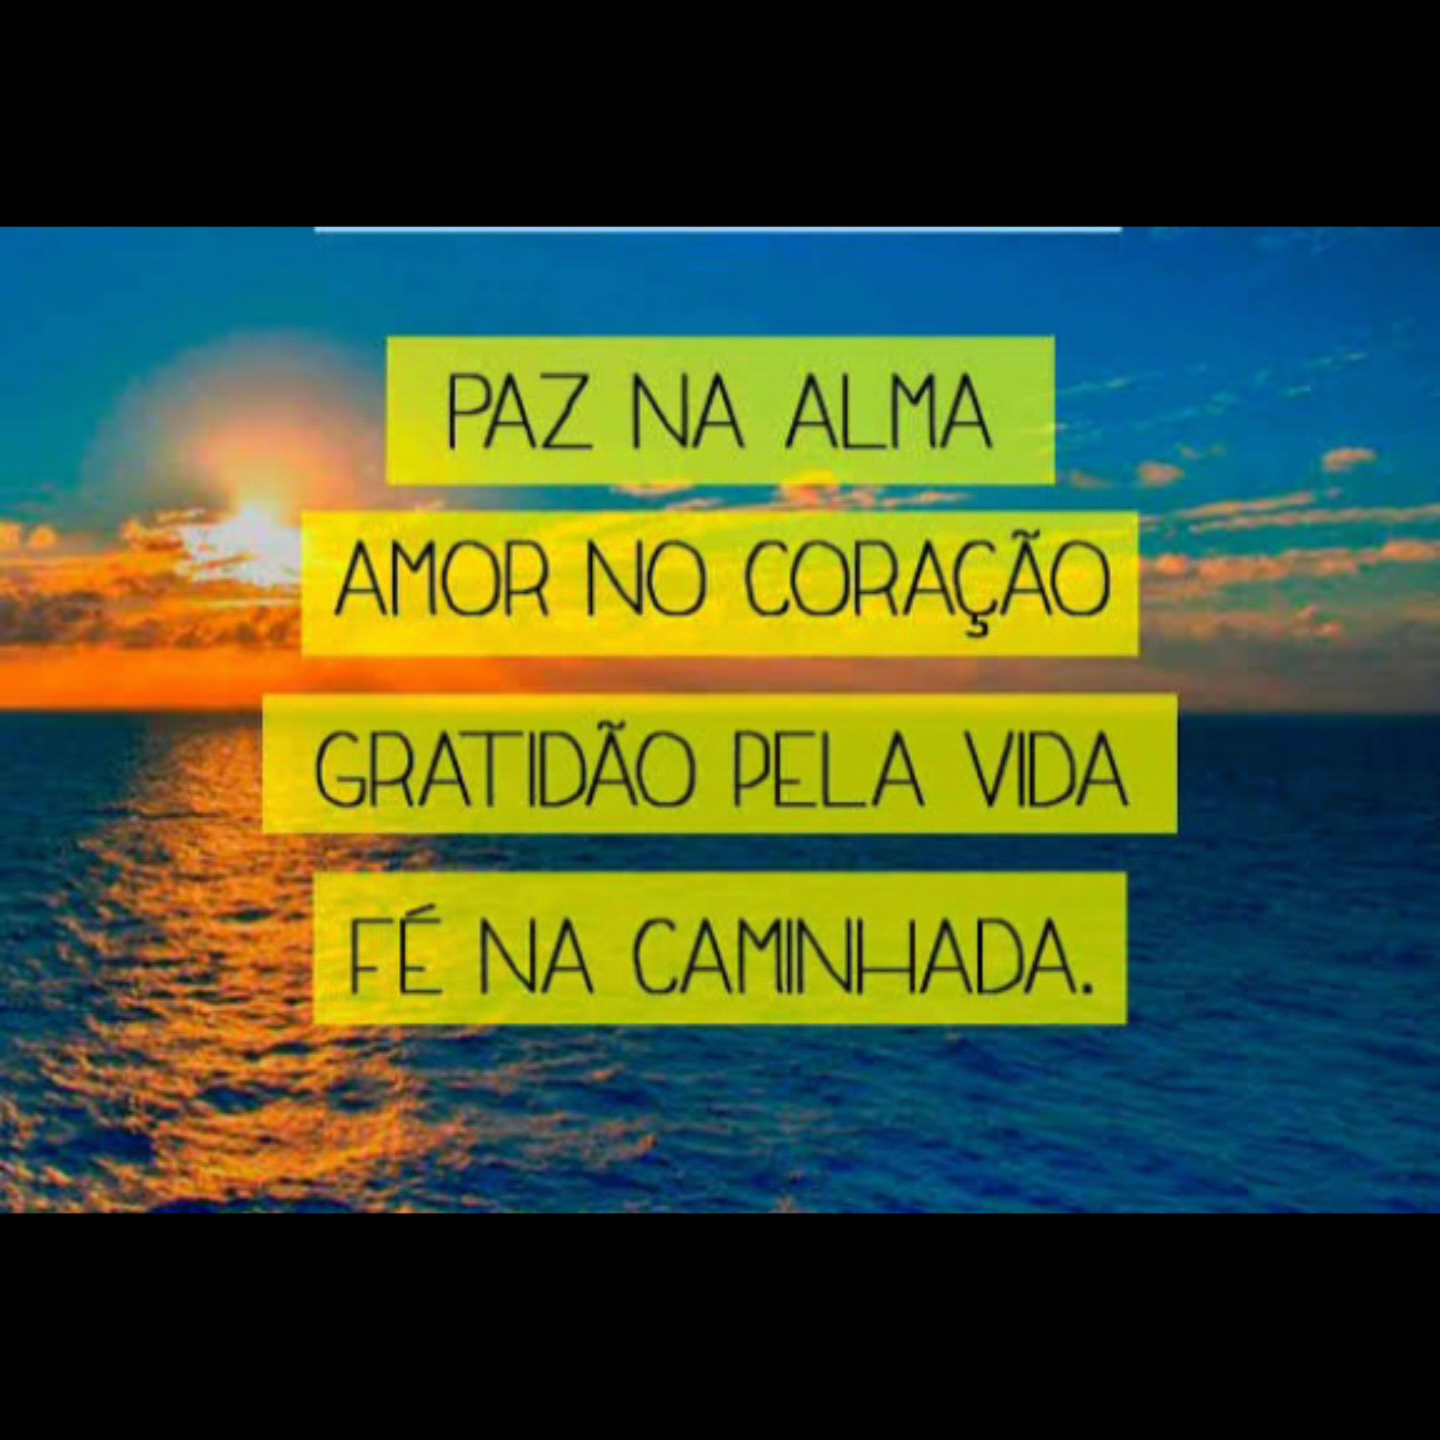 PAZ NA ALMA
AMOR NO CORAÇÃO
GRATIDÃO PELA VIDA
FÉ NA CAMINHADA.